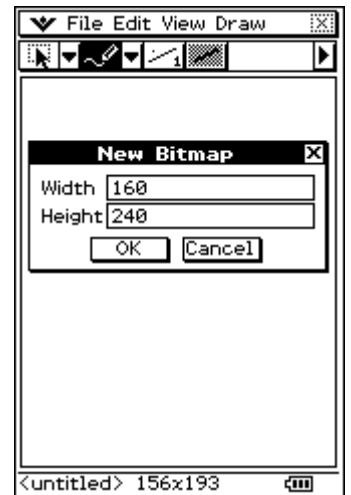 File Edit View Draw
1
New Bitmap
Width 160
Height 240
OK Cancel
<untitled> 156x193